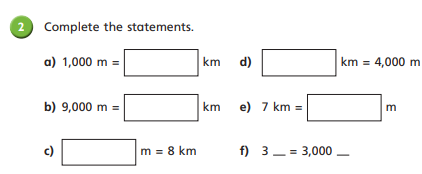 2 Complete the statements.
a) 1,000 m = km d) km = 4,000 m
b) 9,000 m = km e) 7 km = m
c) m = 8 km f) 3 __ = 3,000 __